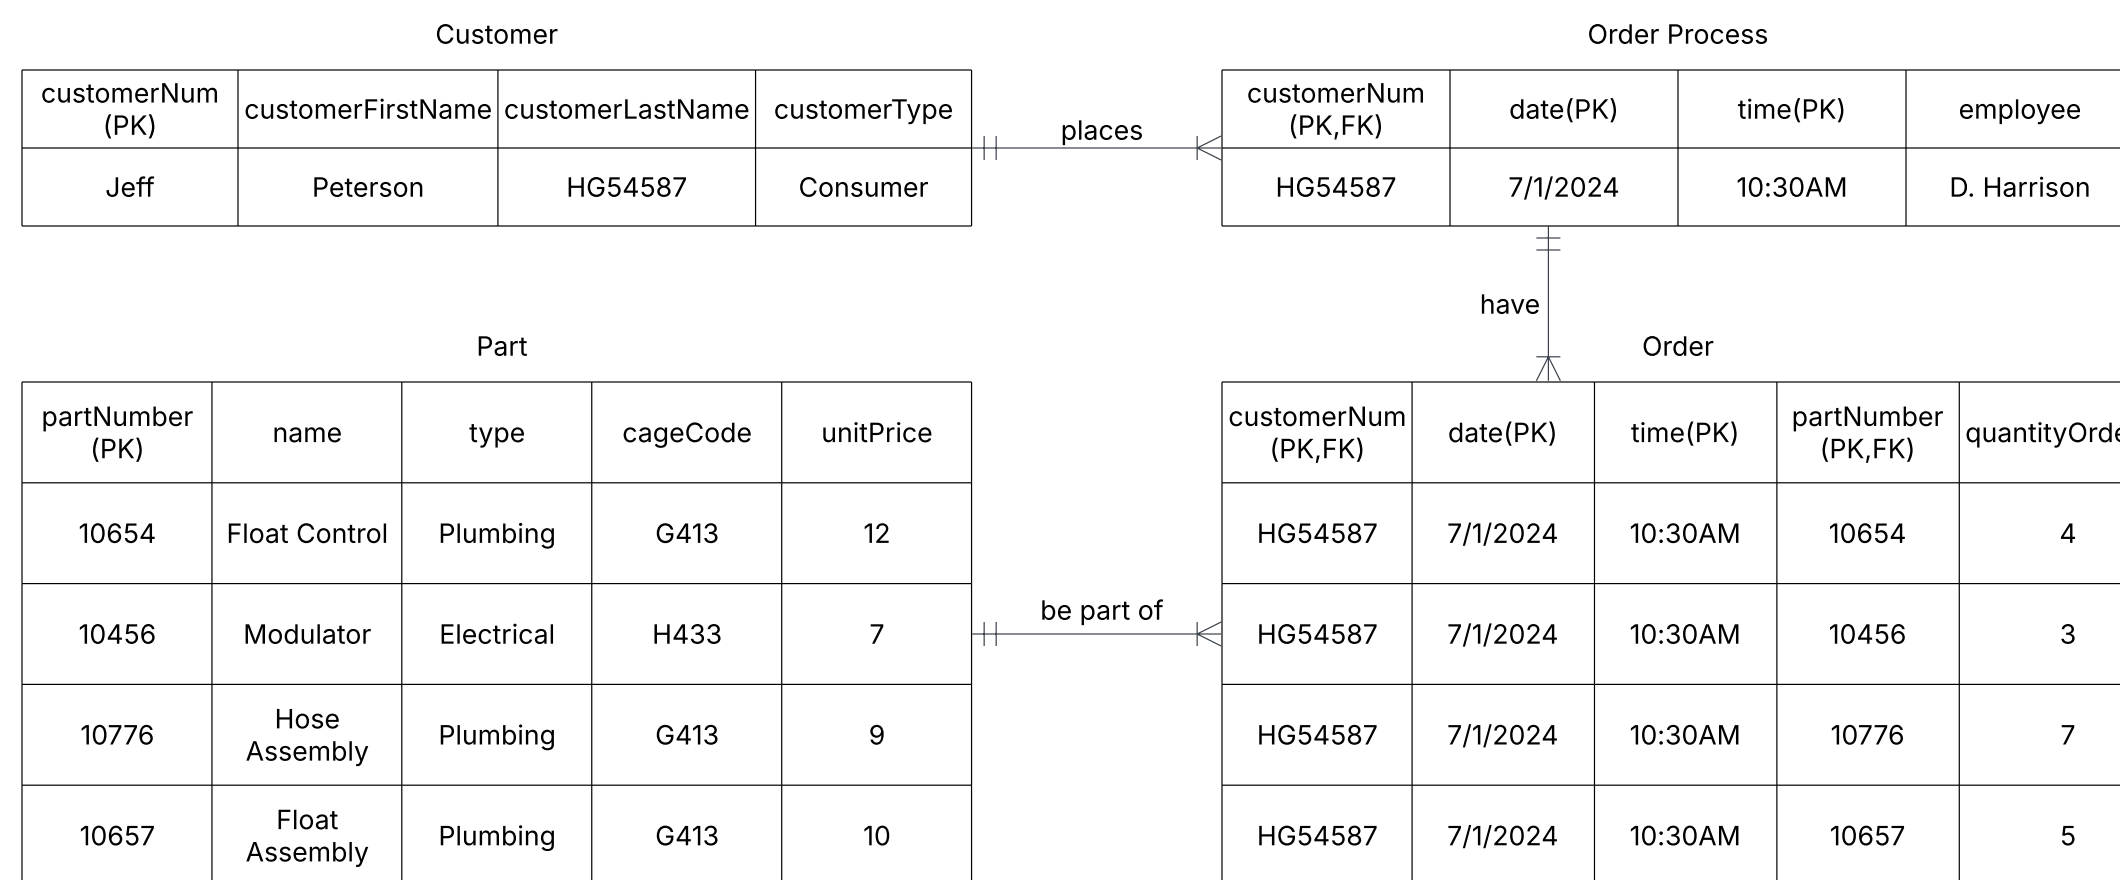 Customer
Order Process
customerNum
(PK)
customerFirstName
customerLastName
customerType
places
customerNum
(PK,FK)
date(PK)
time(PK)
employee
Jeff
Peterson
HG54587
Consumer
HG54587
7/1/2024
10:30AM
D. Harrison
have
Part
Order
partNumber
(PK)
name
type
cageCode
unitPrice
customerNum
(PK,FK)
date(PK)
time(PK)
partNumber
(PK,FK)
10654
Float Control
Plumbing
G413
12
HG54587
7/1/2024
10:30AM
10654
4
be part of
10456
Modulator
Electrical
H433
7
HG54587
7/1/2024
10:30AM
10456
3
10776
Hose
Assembly
Plumbing
G413
9
HG54587
7/1/2024
10:30AM
10776
7
10657
Float
Assembly
Plumbing
G413
10
HG54587
7/1/2024
10:30AM
10657
5